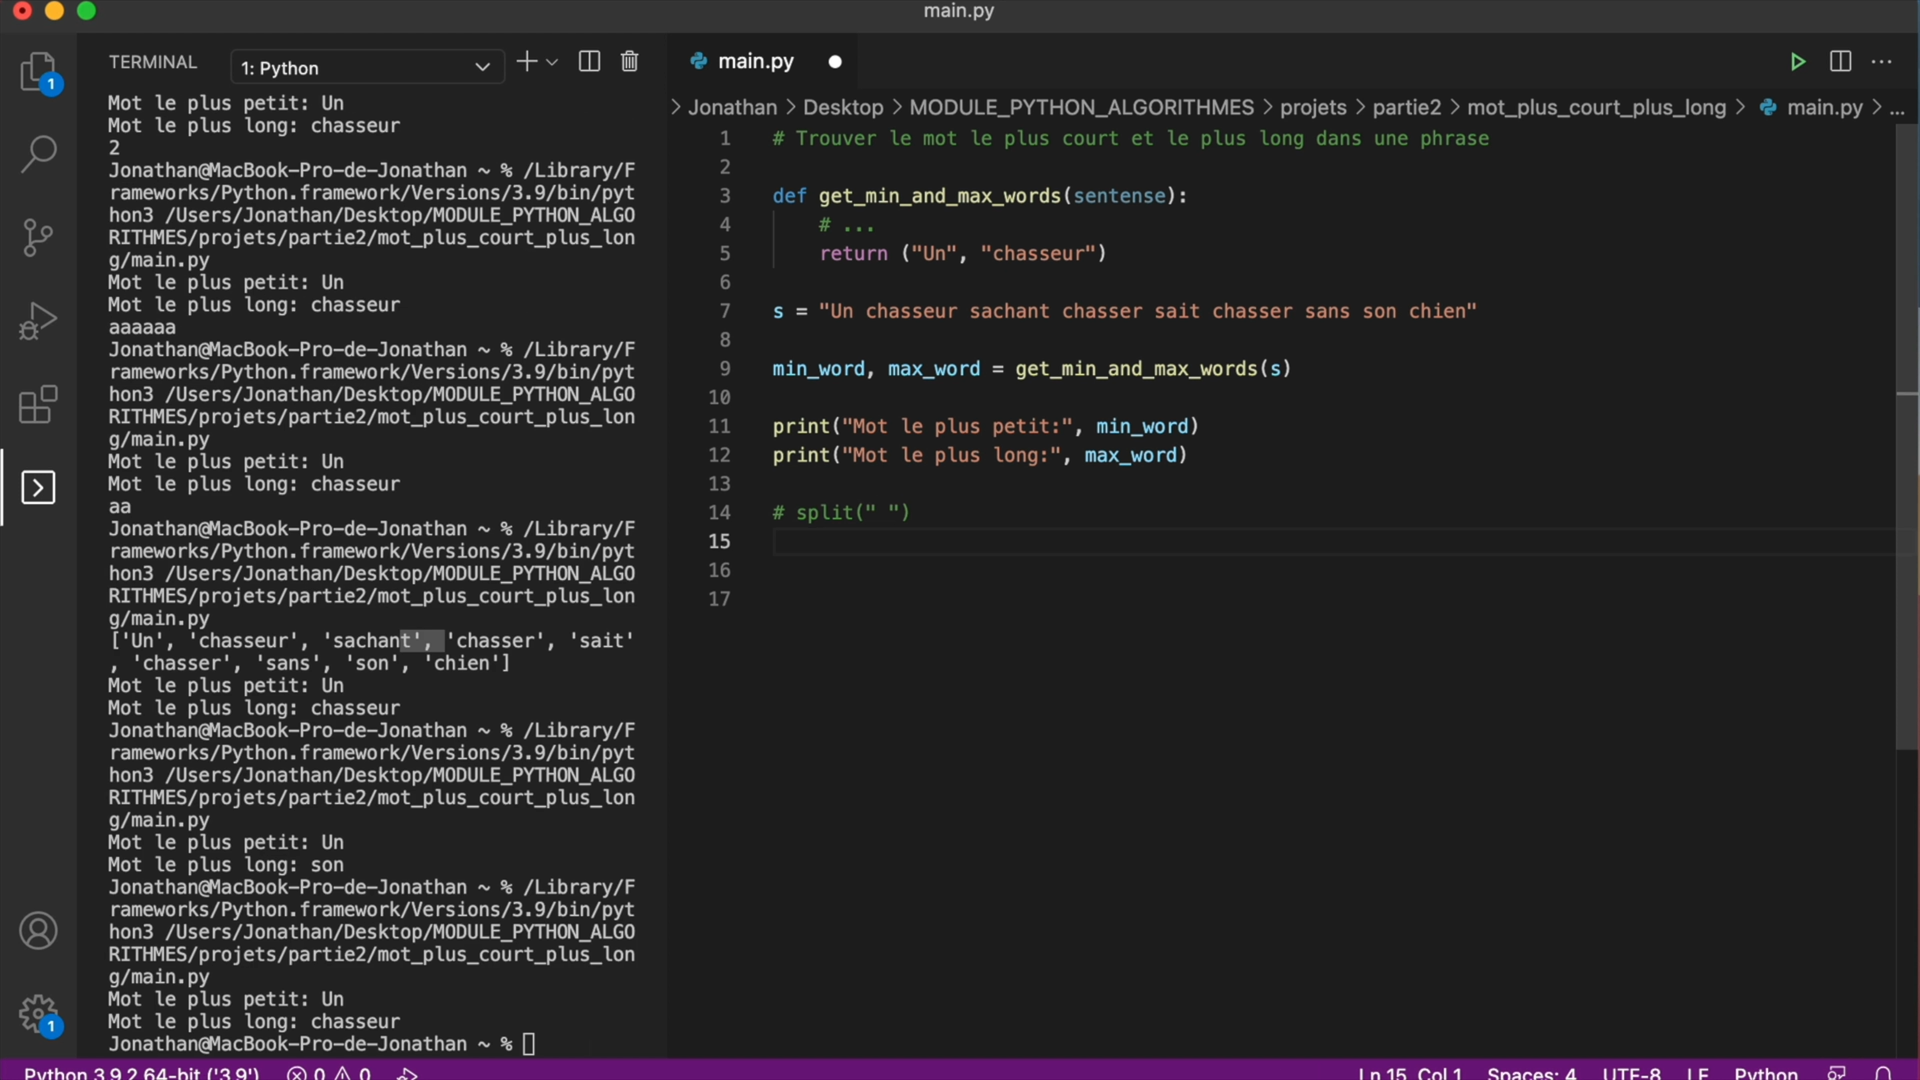 main.py
TERMINAL
1: Python
Mot le plus petit: Un
Mot le plus long: chasseur
2
Jonathan@MacBook-Pro-de-Jonathan ~ % /Library/F
rameworks/Python.framework/Versions/3.9/bin/pyt
hon3 /Users/Jonathan/Desktop/MODULE_PYTHON_ALGO
RITHMES/projets/partie2/mot_plus_court_plus_lon
g/main.py
Mot le plus petit: Un
Mot le plus long: chasseur
aaaaaa
Jonathan@MacBook-Pro-de-Jonathan ~ % /Library/F
rameworks/Python.framework/Versions/3.9/bin/pyt
hon3 /Users/Jonathan/Desktop/MODULE_PYTHON_ALGO
RITHMES/projets/partie2/mot_plus_court_plus_lon
g/main.py
Mot le plus petit: Un
Mot le plus long: chasseur
aa
Jonathan@MacBook-Pro-de-Jonathan ~ % /Library/F
rameworks/Python.framework/Versions/3.9/bin/pyt
hon3 /Users/Jonathan/Desktop/MODULE_PYTHON_ALGO
RITHMES/projets/partie2/mot_plus_court_plus_lon
g/main.py
['Un', 'chasseur', 'sachant', 'chasser', 'sait'
, 'chasser', 'sans', 'son', 'chien']
Mot le plus petit: Un
Mot le plus long: chasseur
Jonathan@MacBook-Pro-de-Jonathan ~ % /Library/F
rameworks/Python.framework/Versions/3.9/bin/pyt
hon3 /Users/Jonathan/Desktop/MODULE_PYTHON_ALGO
RITHMES/projets/partie2/mot_plus_court_plus_lon
g/main.py
Mot le plus petit: Un
Mot le plus long: son
Jonathan@MacBook-Pro-de-Jonathan ~ % /Library/F
rameworks/Python.framework/Versions/3.9/bin/pyt
hon3 /Users/Jonathan/Desktop/MODULE_PYTHON_ALGO
RITHMES/projets/partie2/mot_plus_court_plus_lon
g/main.py
Mot le plus petit: Un
Mot le plus long: chasseur
Jonathan@MacBook-Pro-de-Jonathan ~ %
main.py
> Jonathan > Desktop > MODULE_PYTHON_ALGORITHMES > projets > partie2 > mot_plus_court_plus_long > main.py > ...
1 # Trouver le mot le plus court et le plus long dans une phrase
2
3 def get_min_and_max_words(sentense):
4 # ...
5 return ("Un", "chasseur")
6
7 s = "Un chasseur sachant chasser sait chasser sans son chien"
8
9 min_word, max_word = get_min_and_max_words(s)
10
11 print("Mot le plus petit:", min_word)
12 print("Mot le plus long:", max_word)
13
14 # split(" ")
15
16
17
1
1
Python 3.9.2 64-bit ('3.9') 0 0 Ln 15, Col 1 Spaces: 4 UTF-8 LF Python